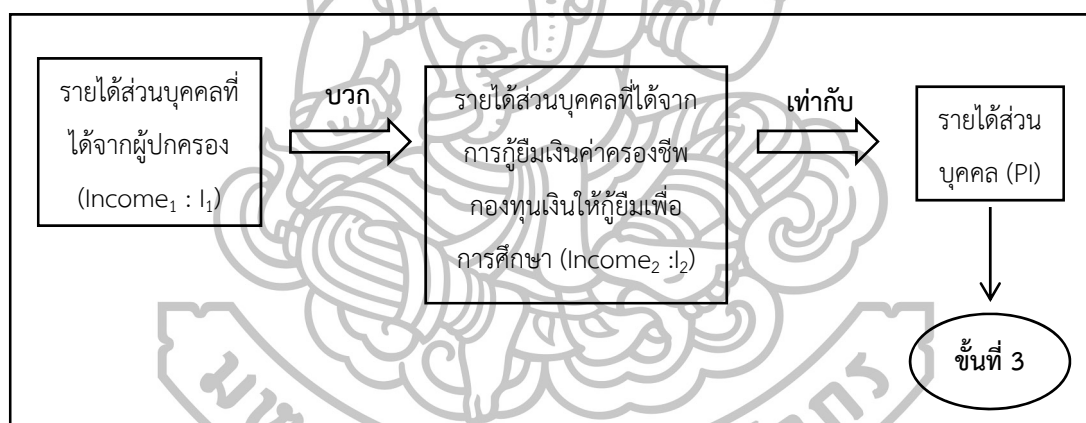 รายได้ส่วนบุคคลที่
ได้จากผู้ปกครอง
(Income₁ : I₁)
บวก
รายได้ส่วนบุคคลที่ได้จาก
การกู้ยืมเงินค่าครองชีพ
กองทุนเงินให้กู้ยืมเพื่อ
การศึกษา (Income₂ :I₂)
เท่ากับ
รายได้ส่วน
บุคคล (PI)
ขั้นที่ 3